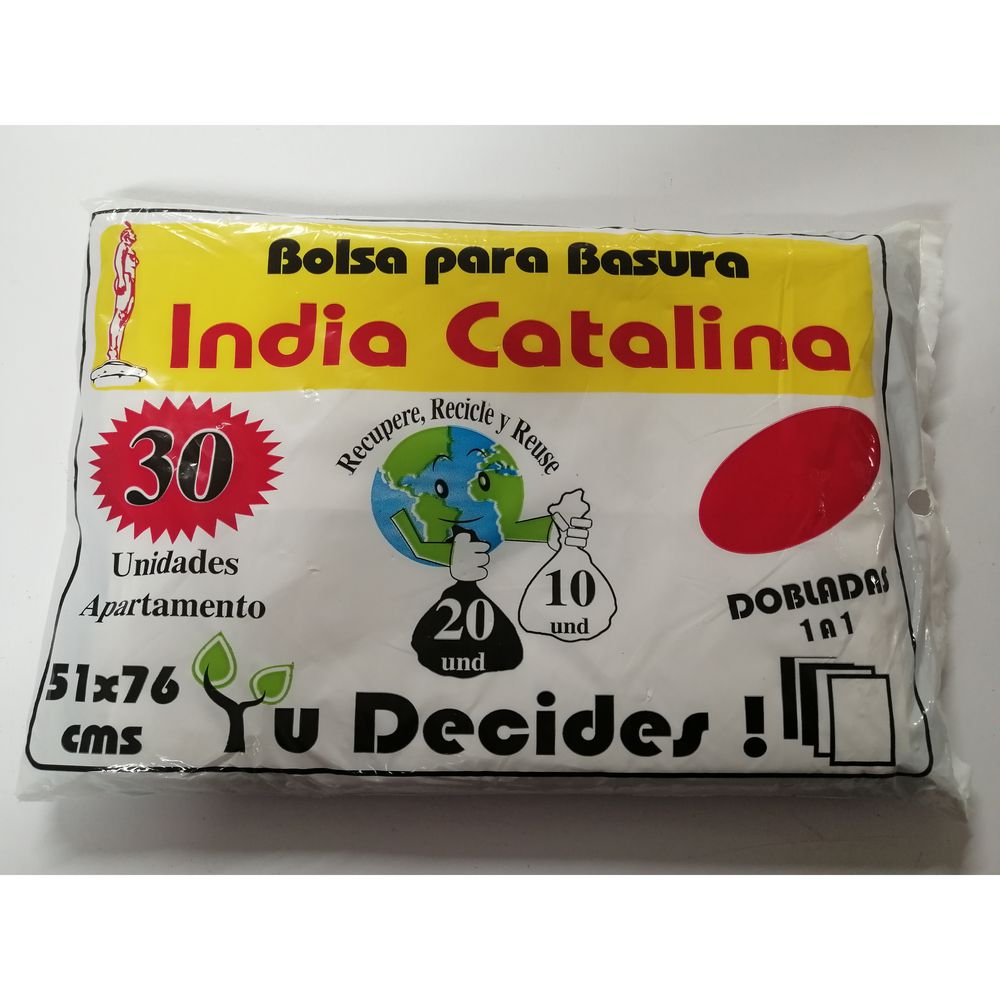 Bolsa para Basura
India Catalina
30
Unidades
Apartamento
51x76
cms
Recupere, Recicle y Reuse
20
und
10
und
DOBLADAS
1 A 1
Tu Decides !